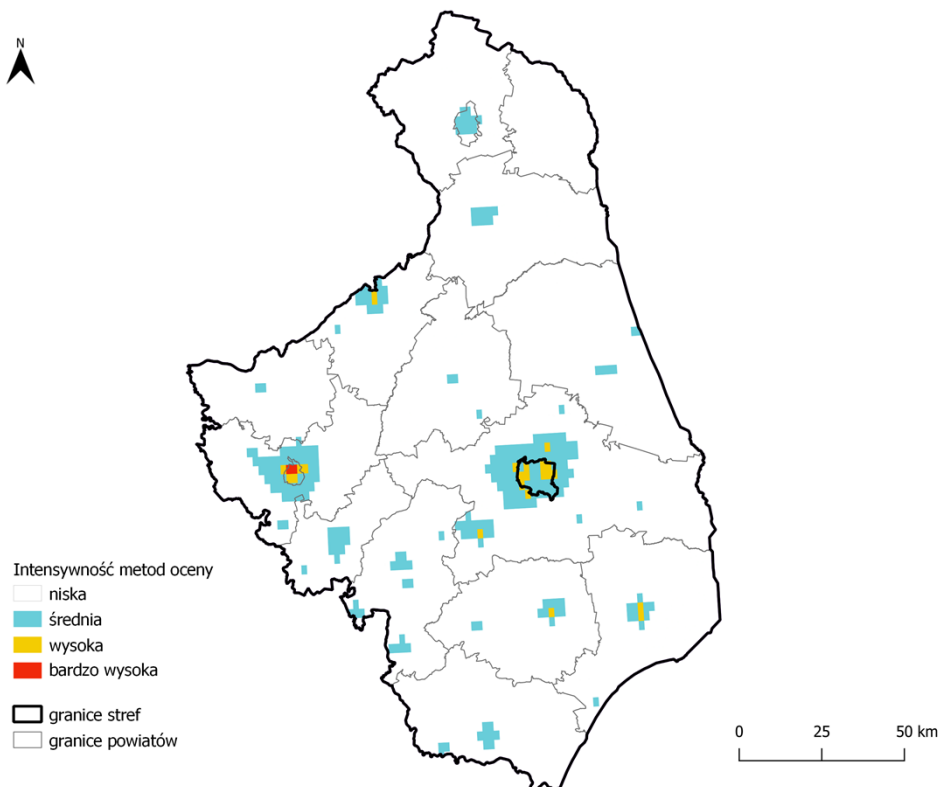 N
Intensywność metod oceny
niska
średnia
wysoka
bardzo wysoka
granice stref
granice powiatów
0 25 50 km